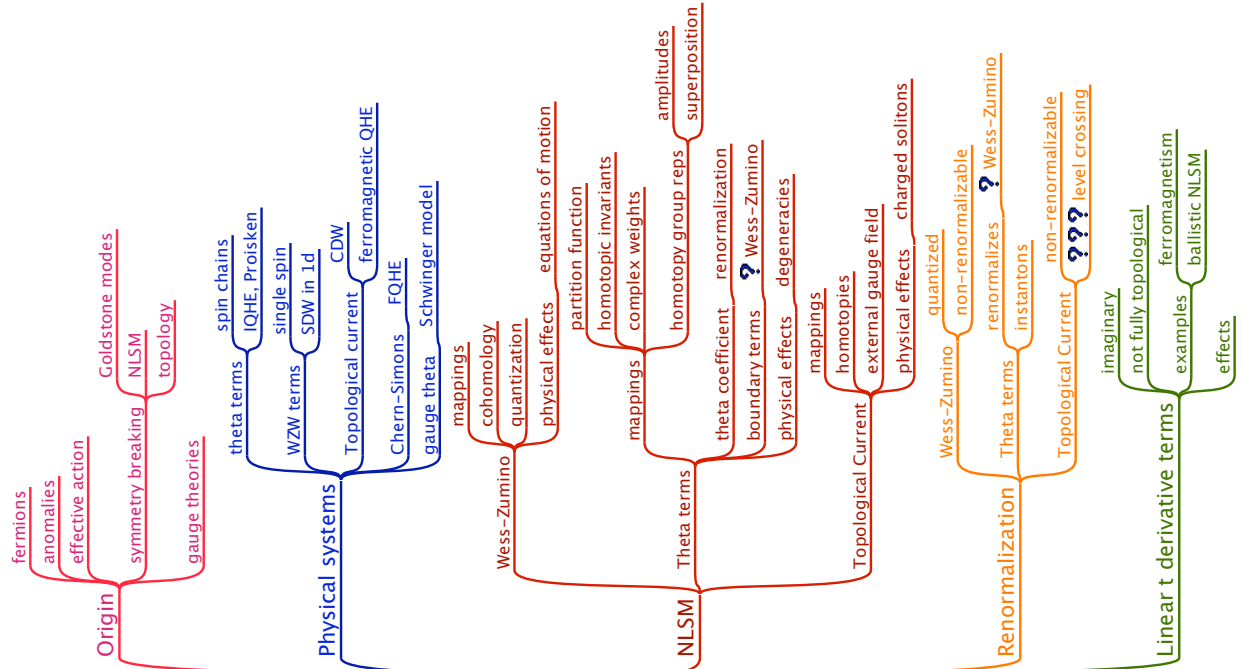 Origin
fermions
anomalies
effective action
symmetry breaking
Goldstone modes
NLSM
topology
gauge theories
Physical systems
theta terms
spin chains
IQHE, Proisken
WZW terms
single spin
SDW in 1d
Topological current
CDW
ferromagnetic QHE
Chern-Simons
FQHE
gauge theta
Schwinger model
NLSM
Wess-Zumino
mappings
cohomology
quantization
physical effects
equations of motion
Theta terms
mappings
partition function
homotopic invariants
complex weights
homotopy group reps
amplitudes
superposition
theta coefficient
renormalization
boundary terms
? Wess-Zumino
physical effects
degeneracies
Topological Current
mappings
homotopies
external gauge field
physical effects
charged solitons
Renormalization
Wess-Zumino
quantized
non-renormalizable
Theta terms
renormalizes
? Wess-Zumino
instantons
Topological Current
non-renormalizable
??? level crossing
Linear t derivative terms
imaginary
not fully topological
examples
ferromagnetism
ballistic NLSM
effects